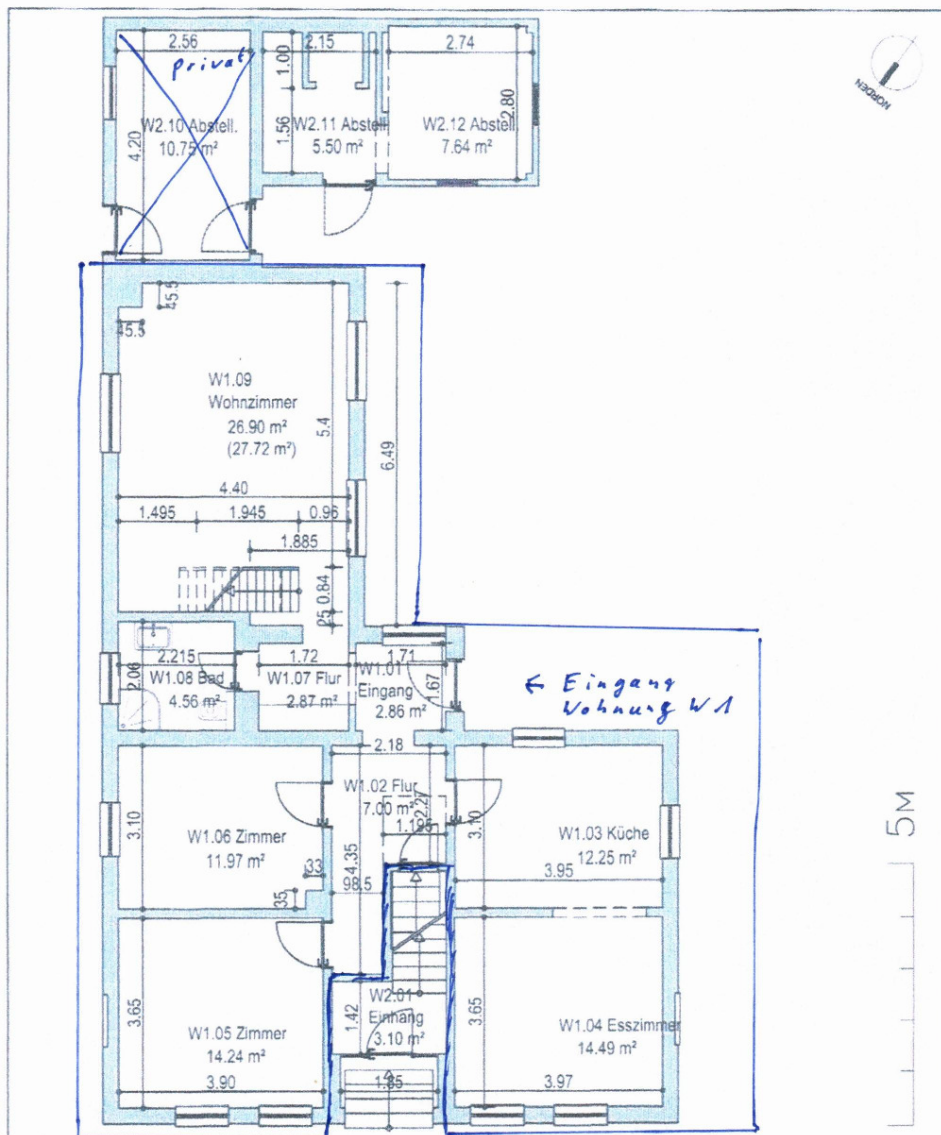 2.56
2.15
2.74
privat
1.00
NORDEN
W2.10 Abstell.
10.75 m²
W2.11 Abstell
5.50 m²
W2.12 Abstell
7.64 m²
2.80
1.56
4.20
45.5
45.5
W1.09
Wohnzimmer
26.90 m²
(27.72 m²)
5.4
6.49
4.40
1.495
1.945
0.96
1.885
0.84
25
2.215
1.72
1.71
W1.08 Bad
4.56 m²
2.06
W1.07 Flur
2.87 m²
W1.01
Eingang
2.86 m²
1.67
← Eingang
Wohnung W1
2.18
W1.02 Flur
7.00 m²
2.27
1.195
3.10
W1.06 Zimmer
11.97 m²
33
35
4.35
98.5
3.10
W1.03 Küche
12.25 m²
3.95
5M
3.65
W1.05 Zimmer
14.24 m²
3.90
1.42
W2.01
Einhang
3.10 m²
1.85
3.65
W1.04 Esszimmer
14.49 m²
3.97